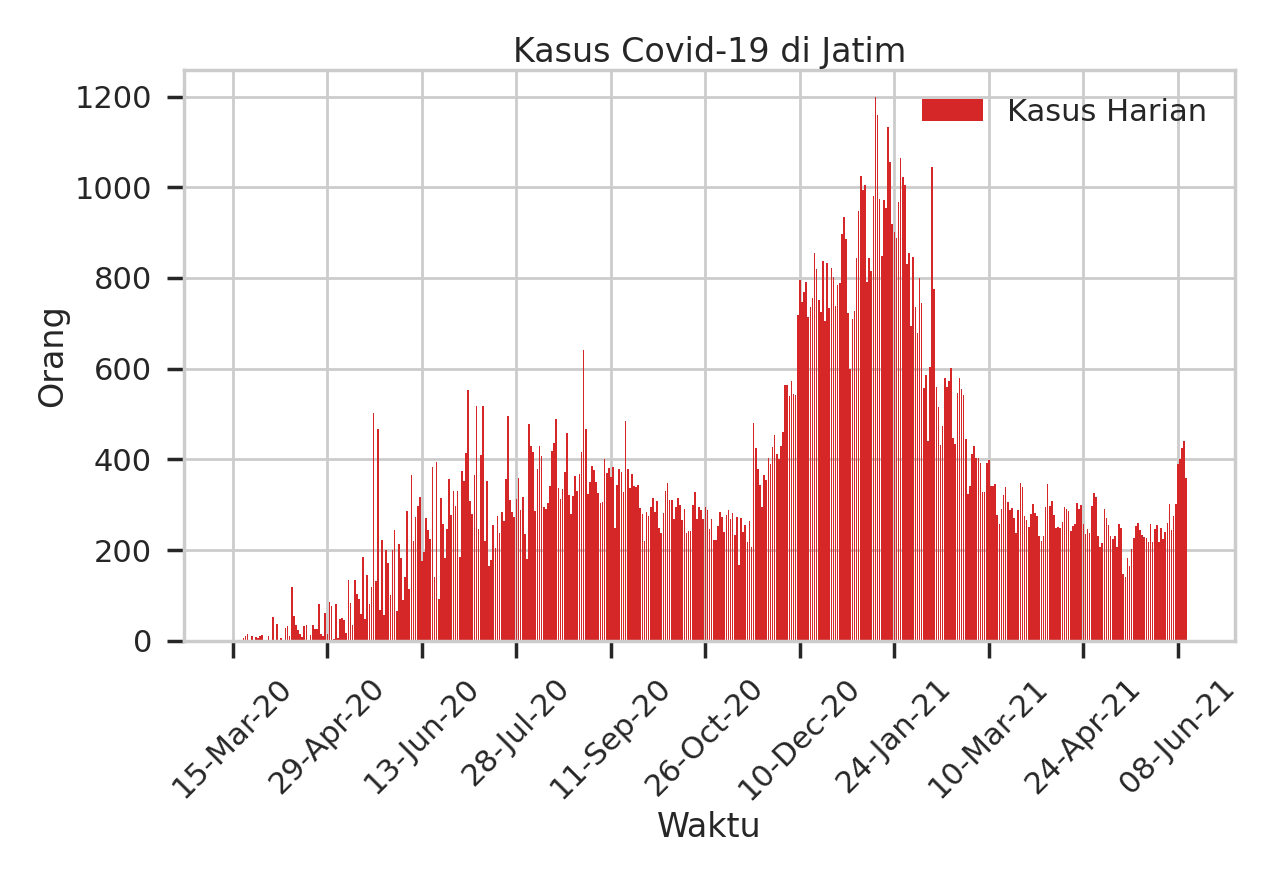 Kasus Covid-19 di Jatim
Kasus Harian
Orang
1200
1000
800
600
400
200
0
15-Mar-20
29-Apr-20
13-Jun-20
28-Jul-20
11-Sep-20
26-Oct-20
10-Dec-20
24-Jan-21
10-Mar-21
24-Apr-21
08-Jun-21
Waktu